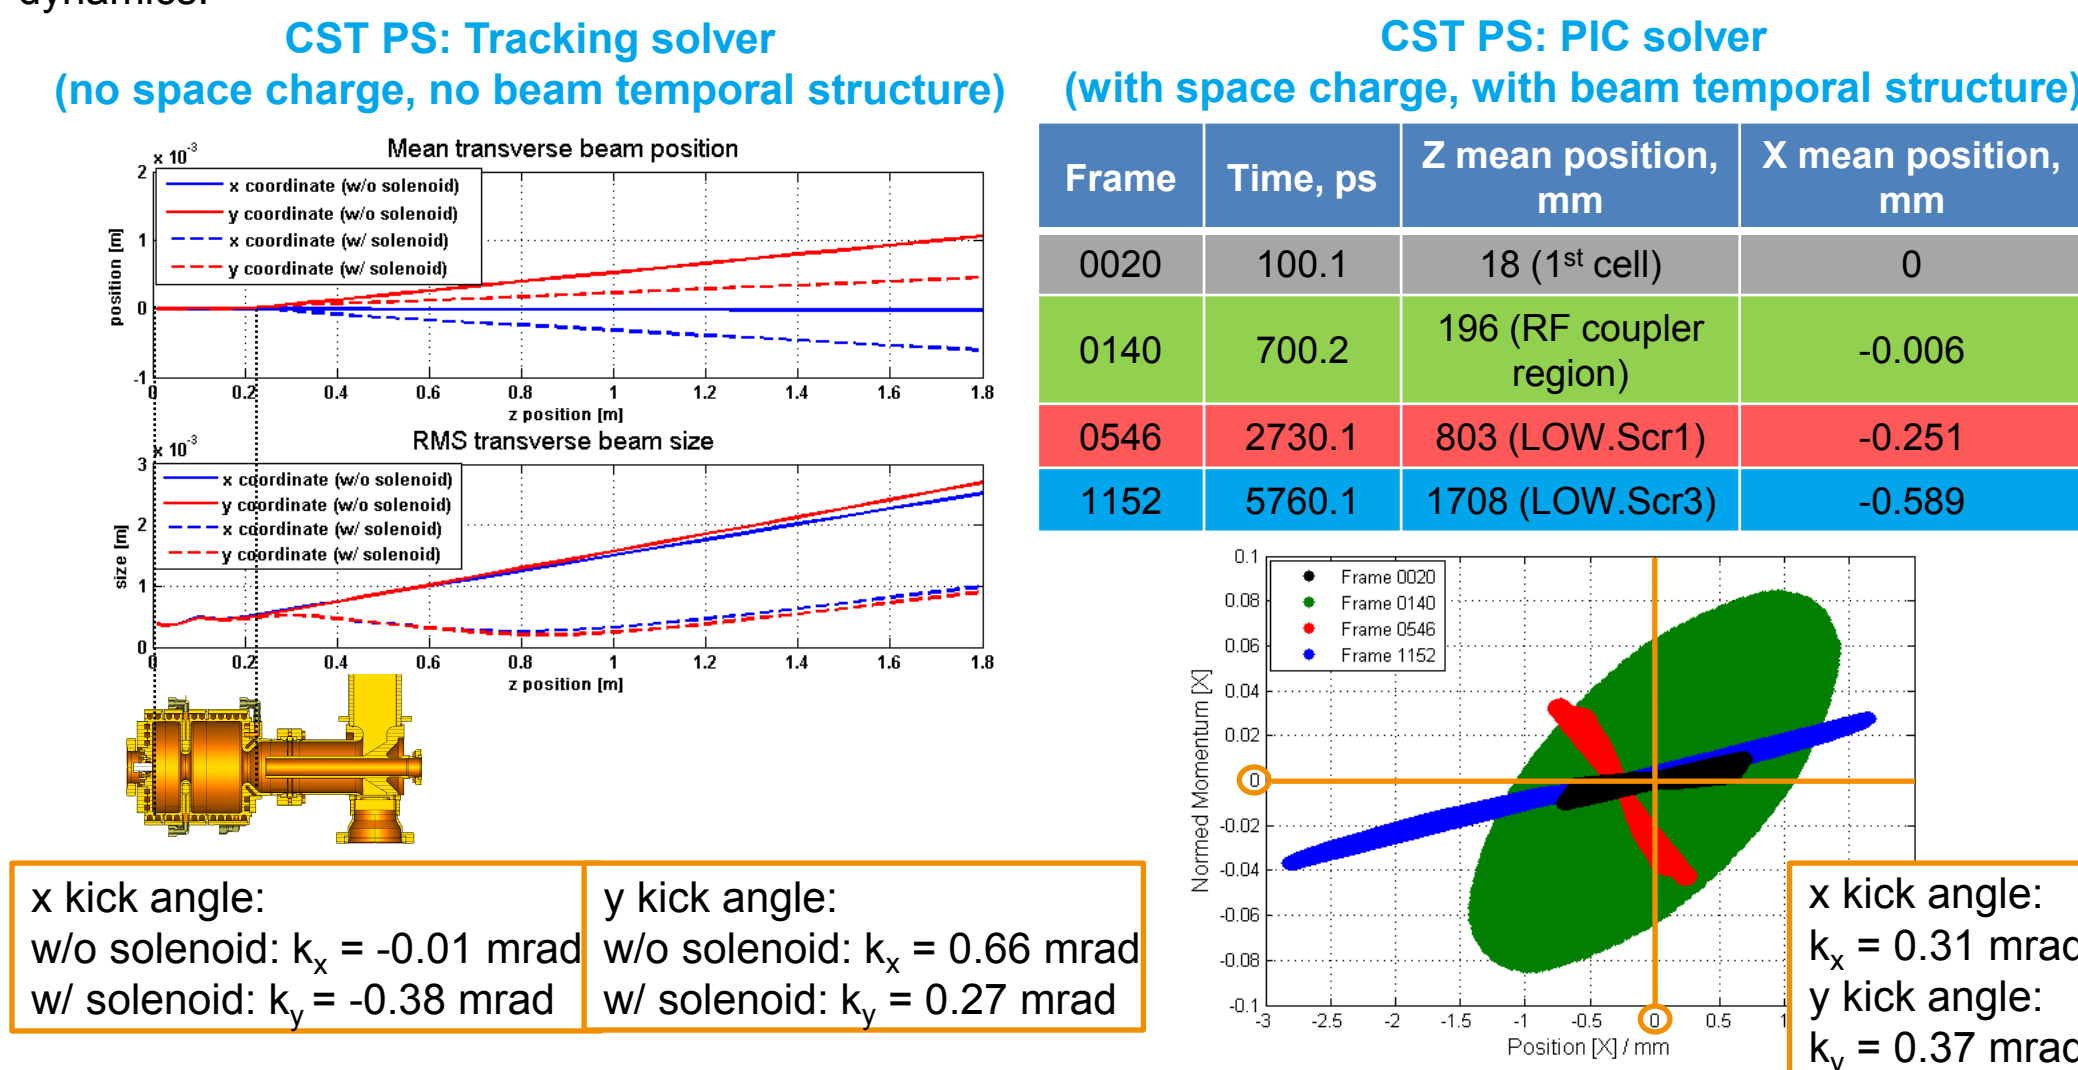 dynamics.
CST PS: Tracking solver
(no space charge, no beam temporal structure)
Mean transverse beam position
x 10⁻³
x coordinate (w/o solenoid)
y coordinate (w/o solenoid)
x coordinate (w/ solenoid)
y coordinate (w/ solenoid)
position [m]
2
1
0
-1
0 0.2 0.4 0.6 0.8 1 1.2 1.4 1.6 1.8
z position [m]
RMS transverse beam size
x 10⁻³
x coordinate (w/o solenoid)
y coordinate (w/o solenoid)
x coordinate (w/ solenoid)
y coordinate (w/ solenoid)
size [m]
3
2
1
0
0 0.2 0.4 0.6 0.8 1 1.2 1.4 1.6 1.8
z position [m]
x kick angle:
w/o solenoid: kₓ = -0.01 mrad
w/ solenoid: k_y = -0.38 mrad
y kick angle:
w/o solenoid: kₓ = 0.66 mrad
w/ solenoid: k_y = 0.27 mrad
CST PS: PIC solver
(with space charge, with beam temporal structure)
Frame Time, ps Z mean position, mm X mean position, mm
0020 100.1 18 (1ˢᵗ cell) 0
0140 700.2 196 (RF coupler region) -0.006
0546 2730.1 803 (LOW.Scr1) -0.251
1152 5760.1 1708 (LOW.Scr3) -0.589
Frame 0020
Frame 0140
Frame 0546
Frame 1152
Normed Momentum [X]
0.1
0.08
0.06
0.04
0.02
0
-0.02
-0.04
-0.06
-0.08
-0.1
-3 -2.5 -2 -1.5 -1 -0.5 0 0.5 1
Position [X] / mm
x kick angle:
kₓ = 0.31 mrad
y kick angle:
k_y = 0.37 mrad